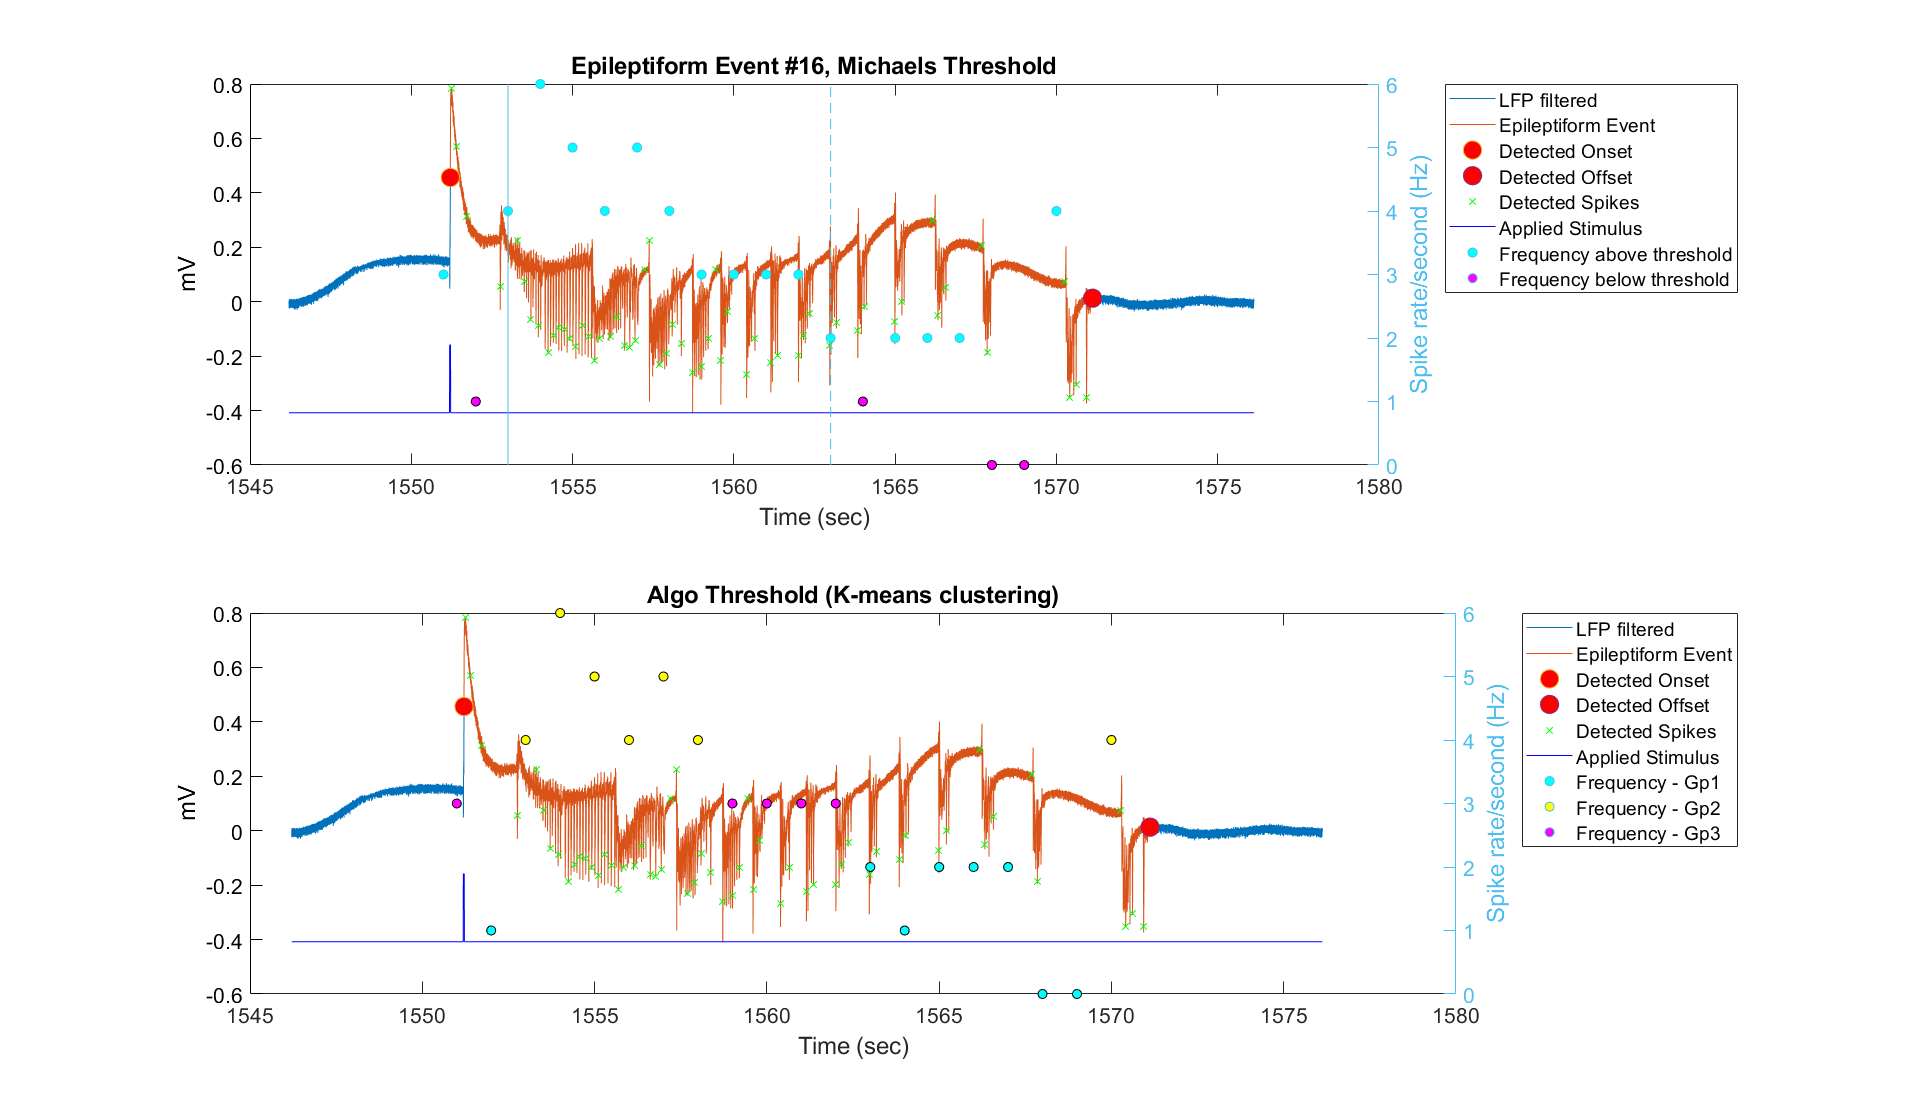 Epileptiform Event #16, Michaels Threshold
0.8
0.6
0.4
0.2
0
-0.2
-0.4
-0.6
mV
1545
1550
1555
1560
1565
1570
1575
1580
Time (sec)
6
5
4
3
2
1
0
Spike rate/second (Hz)
LFP filtered
Epileptiform Event
Detected Onset
Detected Offset
Detected Spikes
Applied Stimulus
Frequency above threshold
Frequency below threshold
Algo Threshold (K-means clustering)
0.8
0.6
0.4
0.2
0
-0.2
-0.4
-0.6
mV
1545
1550
1555
1560
1565
1570
1575
1580
Time (sec)
6
5
4
3
2
1
0
Spike rate/second (Hz)
LFP filtered
Epileptiform Event
Detected Onset
Detected Offset
Detected Spikes
Applied Stimulus
Frequency - Gp1
Frequency - Gp2
Frequency - Gp3